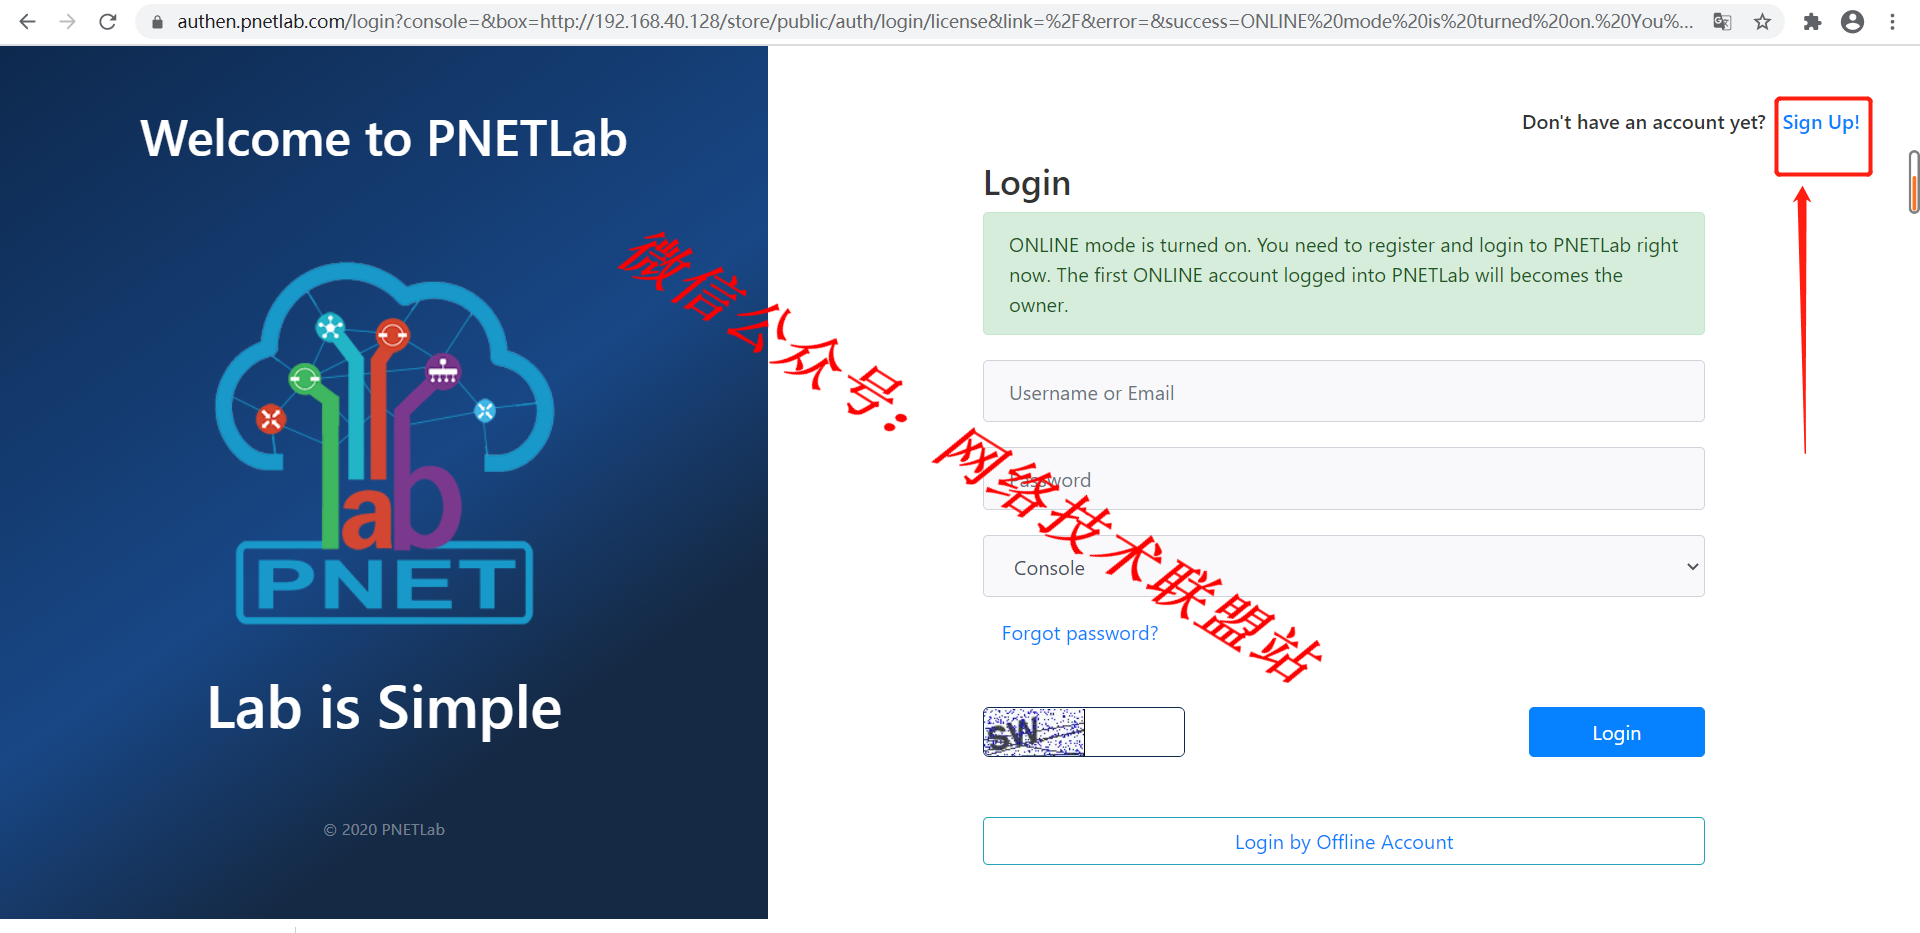 authen.pnetlab.com/login?console=&box=http://192.168.40.128/store/public/auth/login/license&link=%2F&error=&success=ONLINE%20mode%20is%20turned%20on.%20You%...
Welcome to PNETLab
lab
PNET
Lab is Simple
© 2020 PNETLab
Don't have an account yet? Sign Up!
Login
ONLINE mode is turned on. You need to register and login to PNETLab right
now. The first ONLINE account logged into PNETLab will becomes the
owner.
Username or Email
Password
Console
Forgot password?
SW
Login
Login by Offline Account
微信公众号：网络技术联盟站